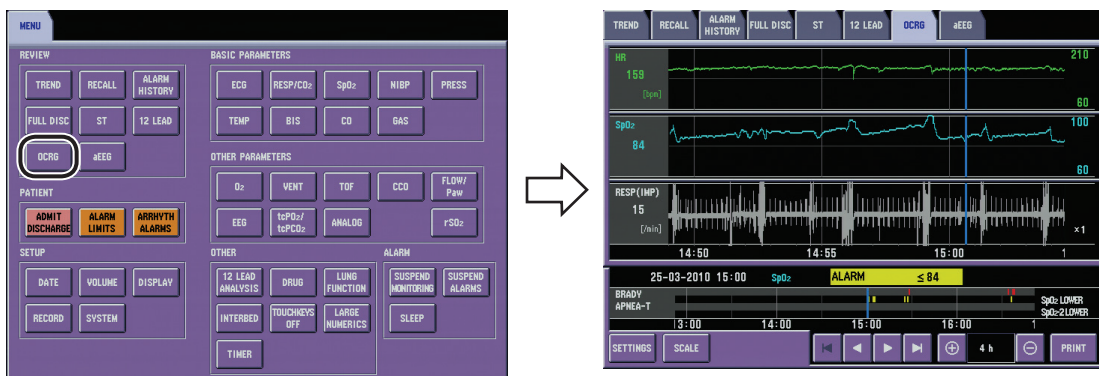 MENU
REVIEW
TREND RECALL ALARM HISTORY
FULL DISC ST 12 LEAD
OCRG aEEG
PATIENT
ADMIT DISCHARGE ALARM LIMITS ARRHYTH ALARMS
SETUP
DATE VOLUME DISPLAY
RECORD SYSTEM
BASIC PARAMETERS
ECG RESP/CO2 SpO2 NIBP PRESS
TEMP BIS CO GAS
OTHER PARAMETERS
O2 VENT TOF CCO FLOW/Paw
EEG tcPO2/tcPCO2 ANALOG rSO2
OTHER
12 LEAD ANALYSIS DRUG LUNG FUNCTION
INTERBED TOUCHKEYS OFF LARGE NUMERICS
TIMER
ALARM
SUSPEND MONITORING SUSPEND ALARMS
SLEEP
TREND RECALL ALARM HISTORY FULL DISC ST 12 LEAD OCRG aEEG
HR 210
159
[bpm]
60
SpO2 100
84
60
RESP(IMP)
15
[/min] ×1
14:50 14:55 15:00 1
25-03-2010 15:00 SpO2 ALARM ≤ 84
BRADY
APNEA-T
SpO2 LOWER
SpO2-2 LOWER
13:00 14:00 15:00 16:00 1
SETTINGS SCALE 4 h PRINT